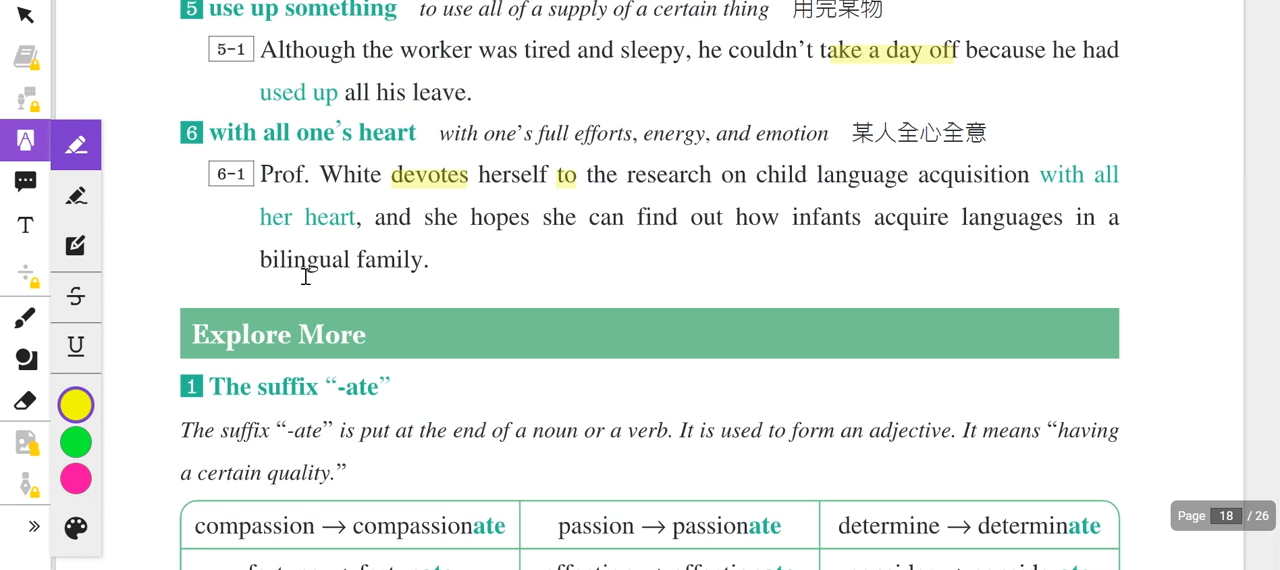 5 use up something to use all of a supply of a certain thing 用完某物
5-1 Although the worker was tired and sleepy, he couldn't take a day off because he had
used up all his leave.
6 with all one's heart with one's full efforts, energy, and emotion 某人全心全意
6-1 Prof. White devotes herself to the research on child language acquisition with all
her heart, and she hopes she can find out how infants acquire languages in a
bilingual family.
Explore More
1 The suffix “-ate”
The suffix “-ate” is put at the end of a noun or a verb. It is used to form an adjective. It means “having
a certain quality.”
compassion → compassionate passion → passionate determine → determinate
Page 18 / 26